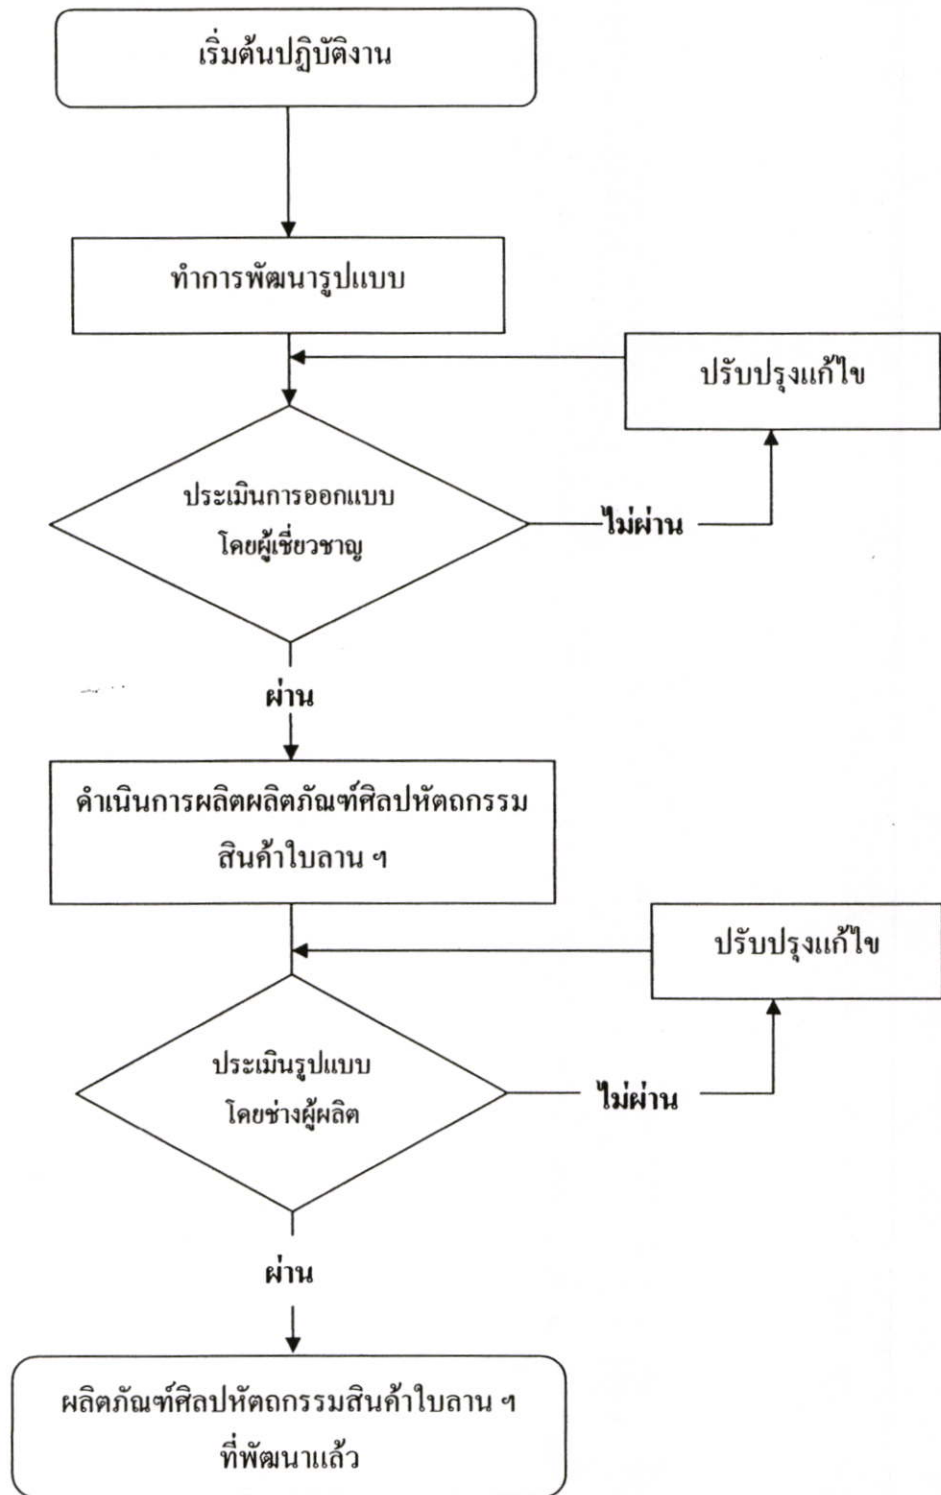 เริ่มต้นปฏิบัติงาน
ทำการพัฒนารูปแบบ
ปรับปรุงแก้ไข
ประเมินการออกแบบ
โดยผู้เชี่ยวชาญ
ไม่ผ่าน
ผ่าน
ดำเนินการผลิตผลิตภัณฑ์ศิลปหัตถกรรม
สินค้าใบลาน ฯ
ปรับปรุงแก้ไข
ประเมินรูปแบบ
โดยช่างผู้ผลิต
ไม่ผ่าน
ผ่าน
ผลิตภัณฑ์ศิลปหัตถกรรมสินค้าใบลาน ฯ
ที่พัฒนาแล้ว